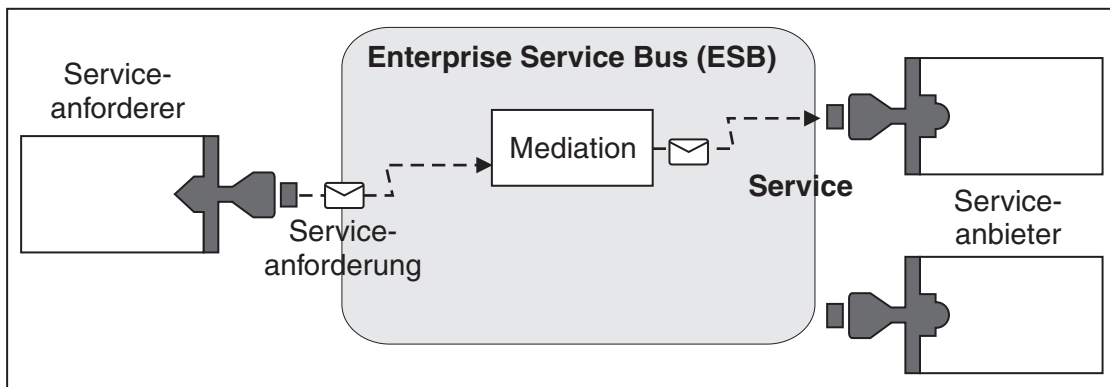 Enterprise Service Bus (ESB)
Service-
anforderer
Mediation
Service
Service-
anforderung
Service-
anbieter